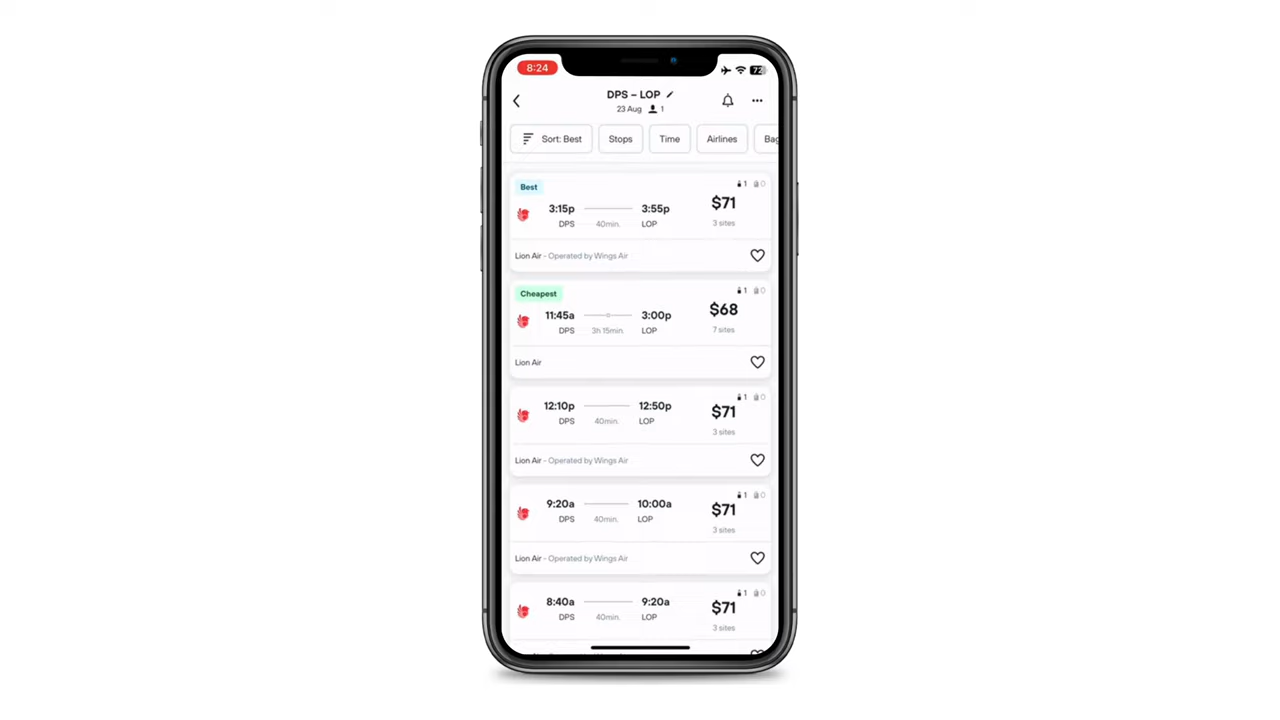 8:24
72
DPS – LOP
23 Aug 1
Sort: Best Stops Time Airlines Bag
Best
1 0
3:15p 3:55p $71
DPS 40min. LOP 3 sites
Lion Air - Operated by Wings Air
Cheapest
1 0
11:45a 3:00p $68
DPS 3h 15min. LOP 7 sites
Lion Air
1 0
12:10p 12:50p $71
DPS 40min. LOP 3 sites
Lion Air - Operated by Wings Air
1 0
9:20a 10:00a $71
DPS 40min. LOP 3 sites
Lion Air - Operated by Wings Air
1 0
8:40a 9:20a $71
DPS 40min. LOP 3 sites